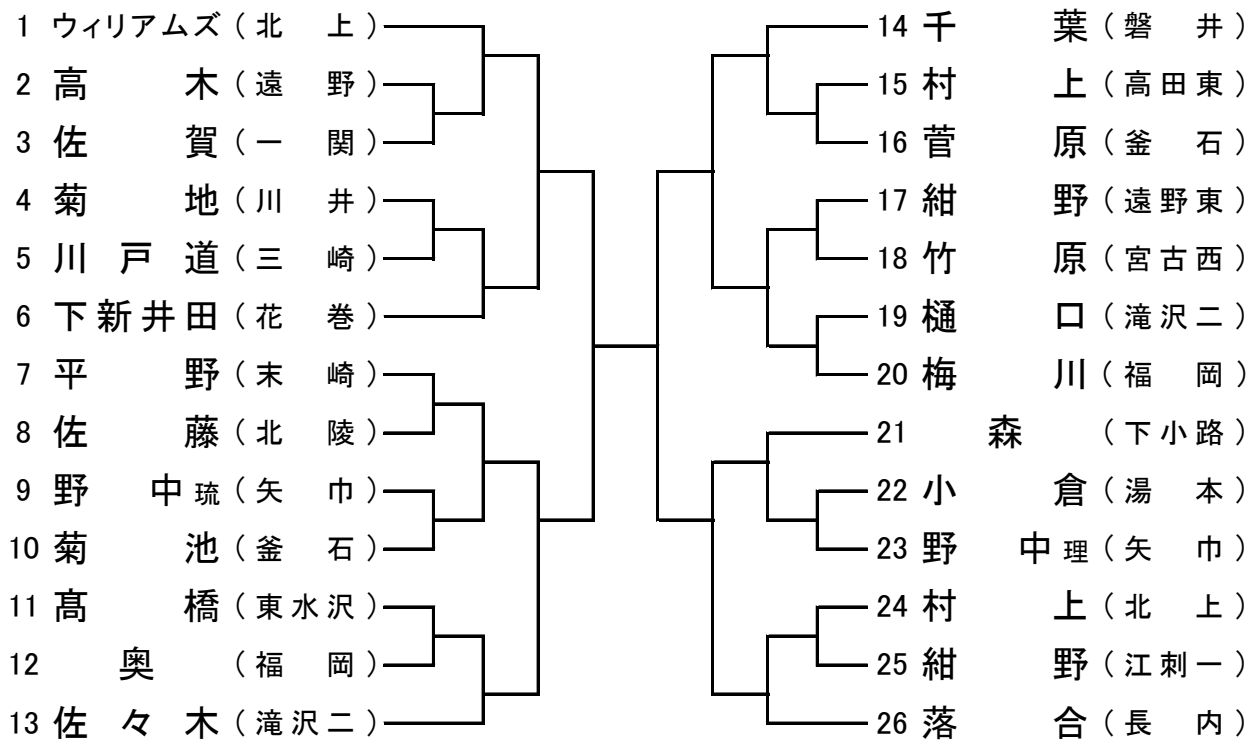 1 ウィリアムズ（北上）
2 高木（遠野）
3 佐賀（一関）
4 菊地（川井）
5 川戸道（三崎）
6 下新井田（花巻）
7 平野（末崎）
8 佐藤（北陵）
9 野中琉（矢巾）
10 菊池（釜石）
11 髙橋（東水沢）
12 奥（福岡）
13 佐々木（滝沢二）
14 千葉（磐井）
15 村上（高田東）
16 菅原（釜石）
17 紺野（遠野東）
18 竹原（宮古西）
19 樋口（滝沢二）
20 梅川（福岡）
21 森（下小路）
22 小倉（湯本）
23 野中理（矢巾）
24 村上（北上）
25 紺野（江刺一）
26 落合（長内）